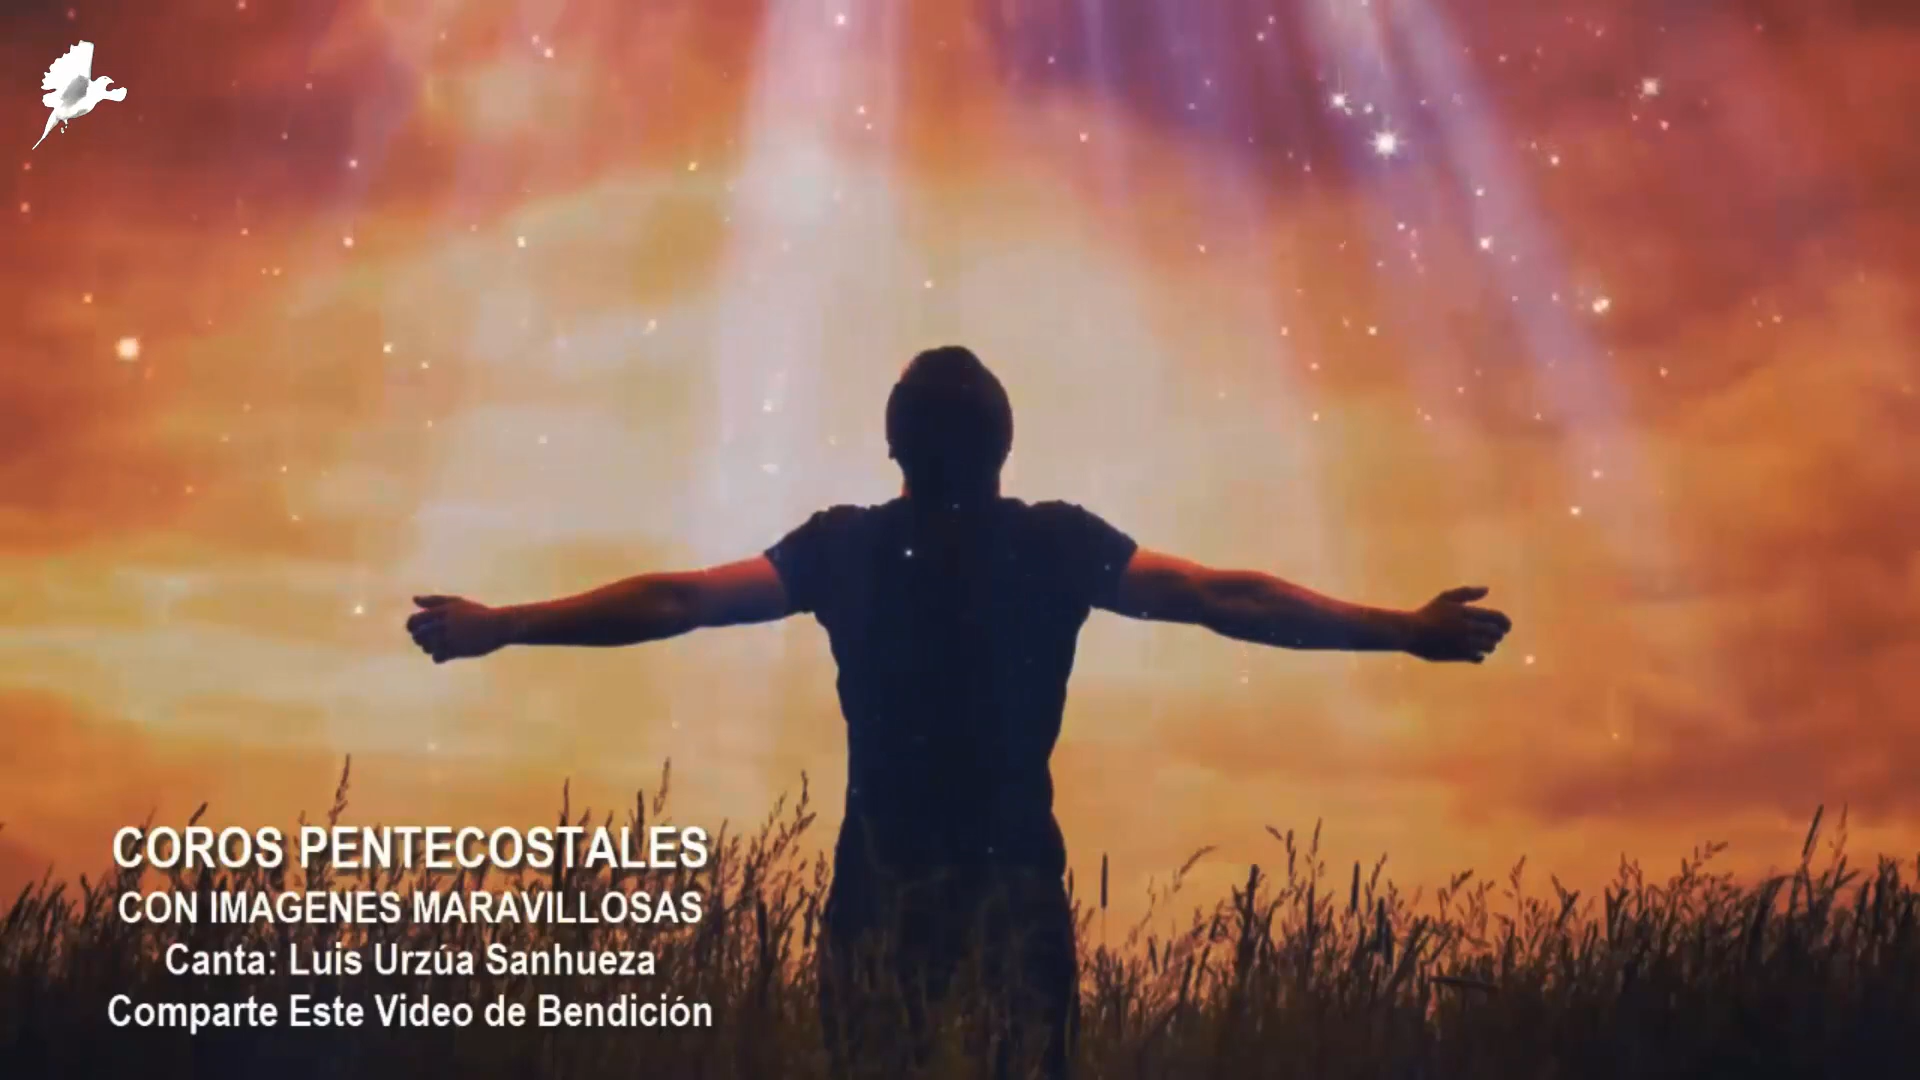 COROS PENTECOSTALES
CON IMAGENES MARAVILLOSAS
Canta: Luis Urzúa Sanhueza
Comparte Este Video de Bendición